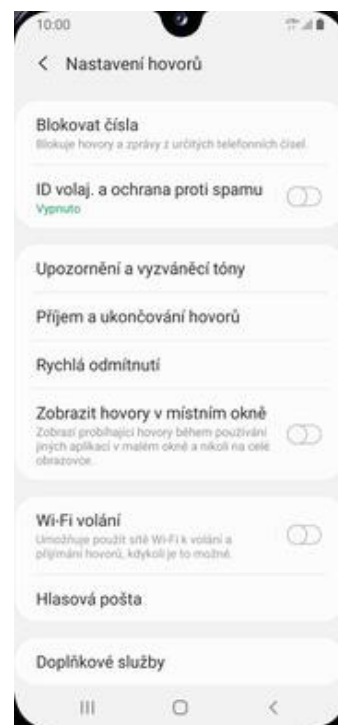 10:00
Nastavení hovorů
Blokovat čísla
Blokuje hovory a zprávy z určitých telefonních čísel.
ID volaj. a ochrana proti spamu
Vypnuto
Upozornění a vyzváněcí tóny
Příjem a ukončování hovorů
Rychlá odmítnutí
Zobrazit hovory v místním okně
Zobrazí probíhající hovory během používání
jiných aplikací v malém okně a nikoli na celé
obrazovce.
Wi-Fi volání
Umožňuje použít sítě Wi-Fi k volání a
přijímání hovorů, kdykoli je to možné.
Hlasová pošta
Doplňkové služby